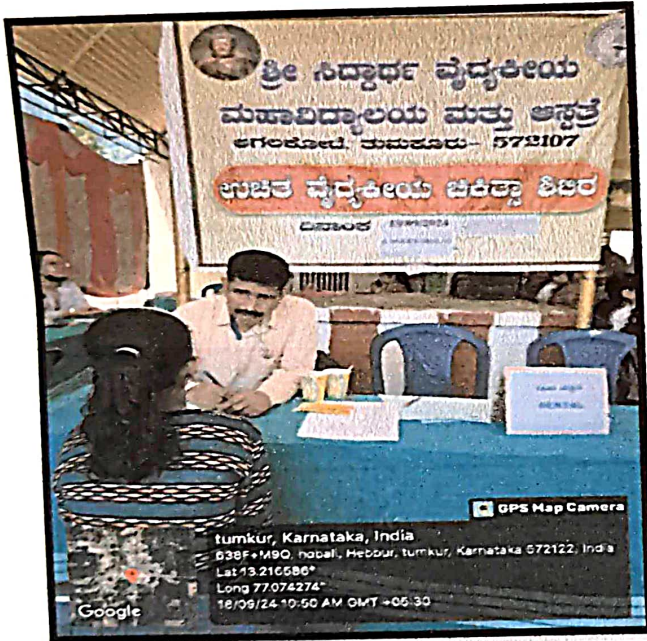 ಶ್ರೀ ಸಿದ್ಧಾರ್ಥ ವೈದ್ಯಕೀಯ
ಮಹಾವಿದ್ಯಾಲಯ ಮತ್ತು ಆಸ್ಪತ್ರೆ
ಅಗಲಕೋಟೆ, ತುಮಕೂರು- 572107
ಉಚಿತ ವೈದ್ಯಕೀಯ ಚಿಕಿತ್ಸಾ ಶಿಬಿರ
ದಿನಾಂಕ
DENTAL
GPS Map Camera
tumkur, Karnataka, India
638F+M9Q, hobali, Hebbur, tumkur, Karnataka 572122, India
Lat 13.216586°
Long 77.074274°
18/09/24 10:50 AM GMT +05:30
Google